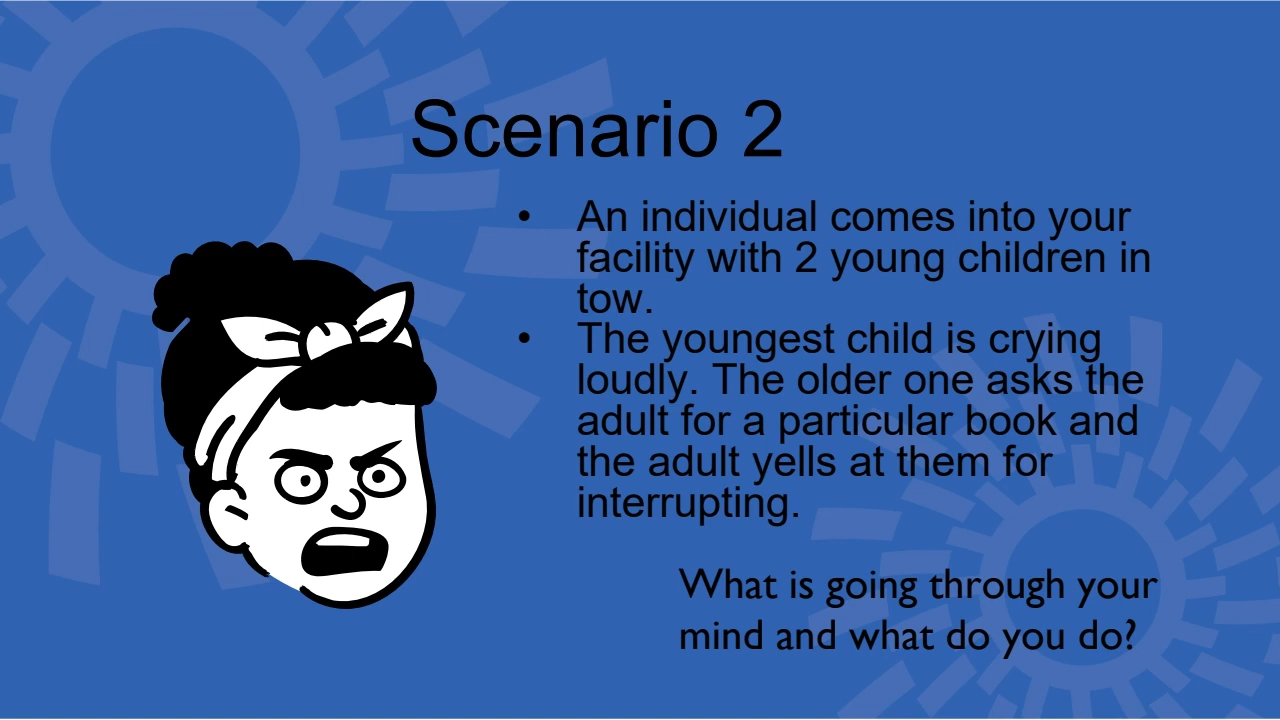 Scenario 2
• An individual comes into your
facility with 2 young children in
tow.
• The youngest child is crying
loudly. The older one asks the
adult for a particular book and
the adult yells at them for
interrupting.
What is going through your
mind and what do you do?